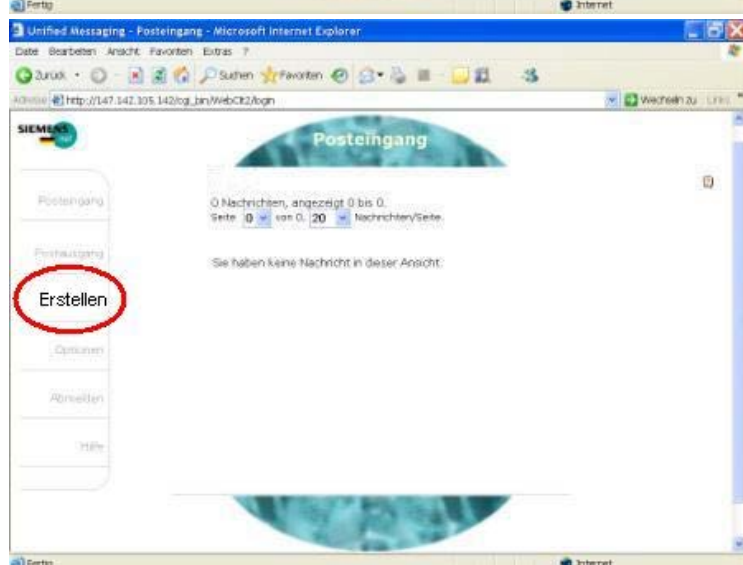 Fertig Internet
Unified Messaging - Posteingang - Microsoft Internet Explorer
Datei Bearbeiten Ansicht Favoriten Extras ?
Zurück Suchen Favoriten
Adresse http://147.142.105.142/cgi_bin/WebClt2/login Wechseln zu Links
SIEMENS
Posteingang
Posteingang
0 Nachrichten, angezeigt 0 bis 0.
Seite 0 von 0. 20 Nachrichten/Seite.
Postausgang
Sie haben keine Nachricht in dieser Ansicht.
Erstellen
Optionen
Abmelden
Hilfe
Fertig Internet